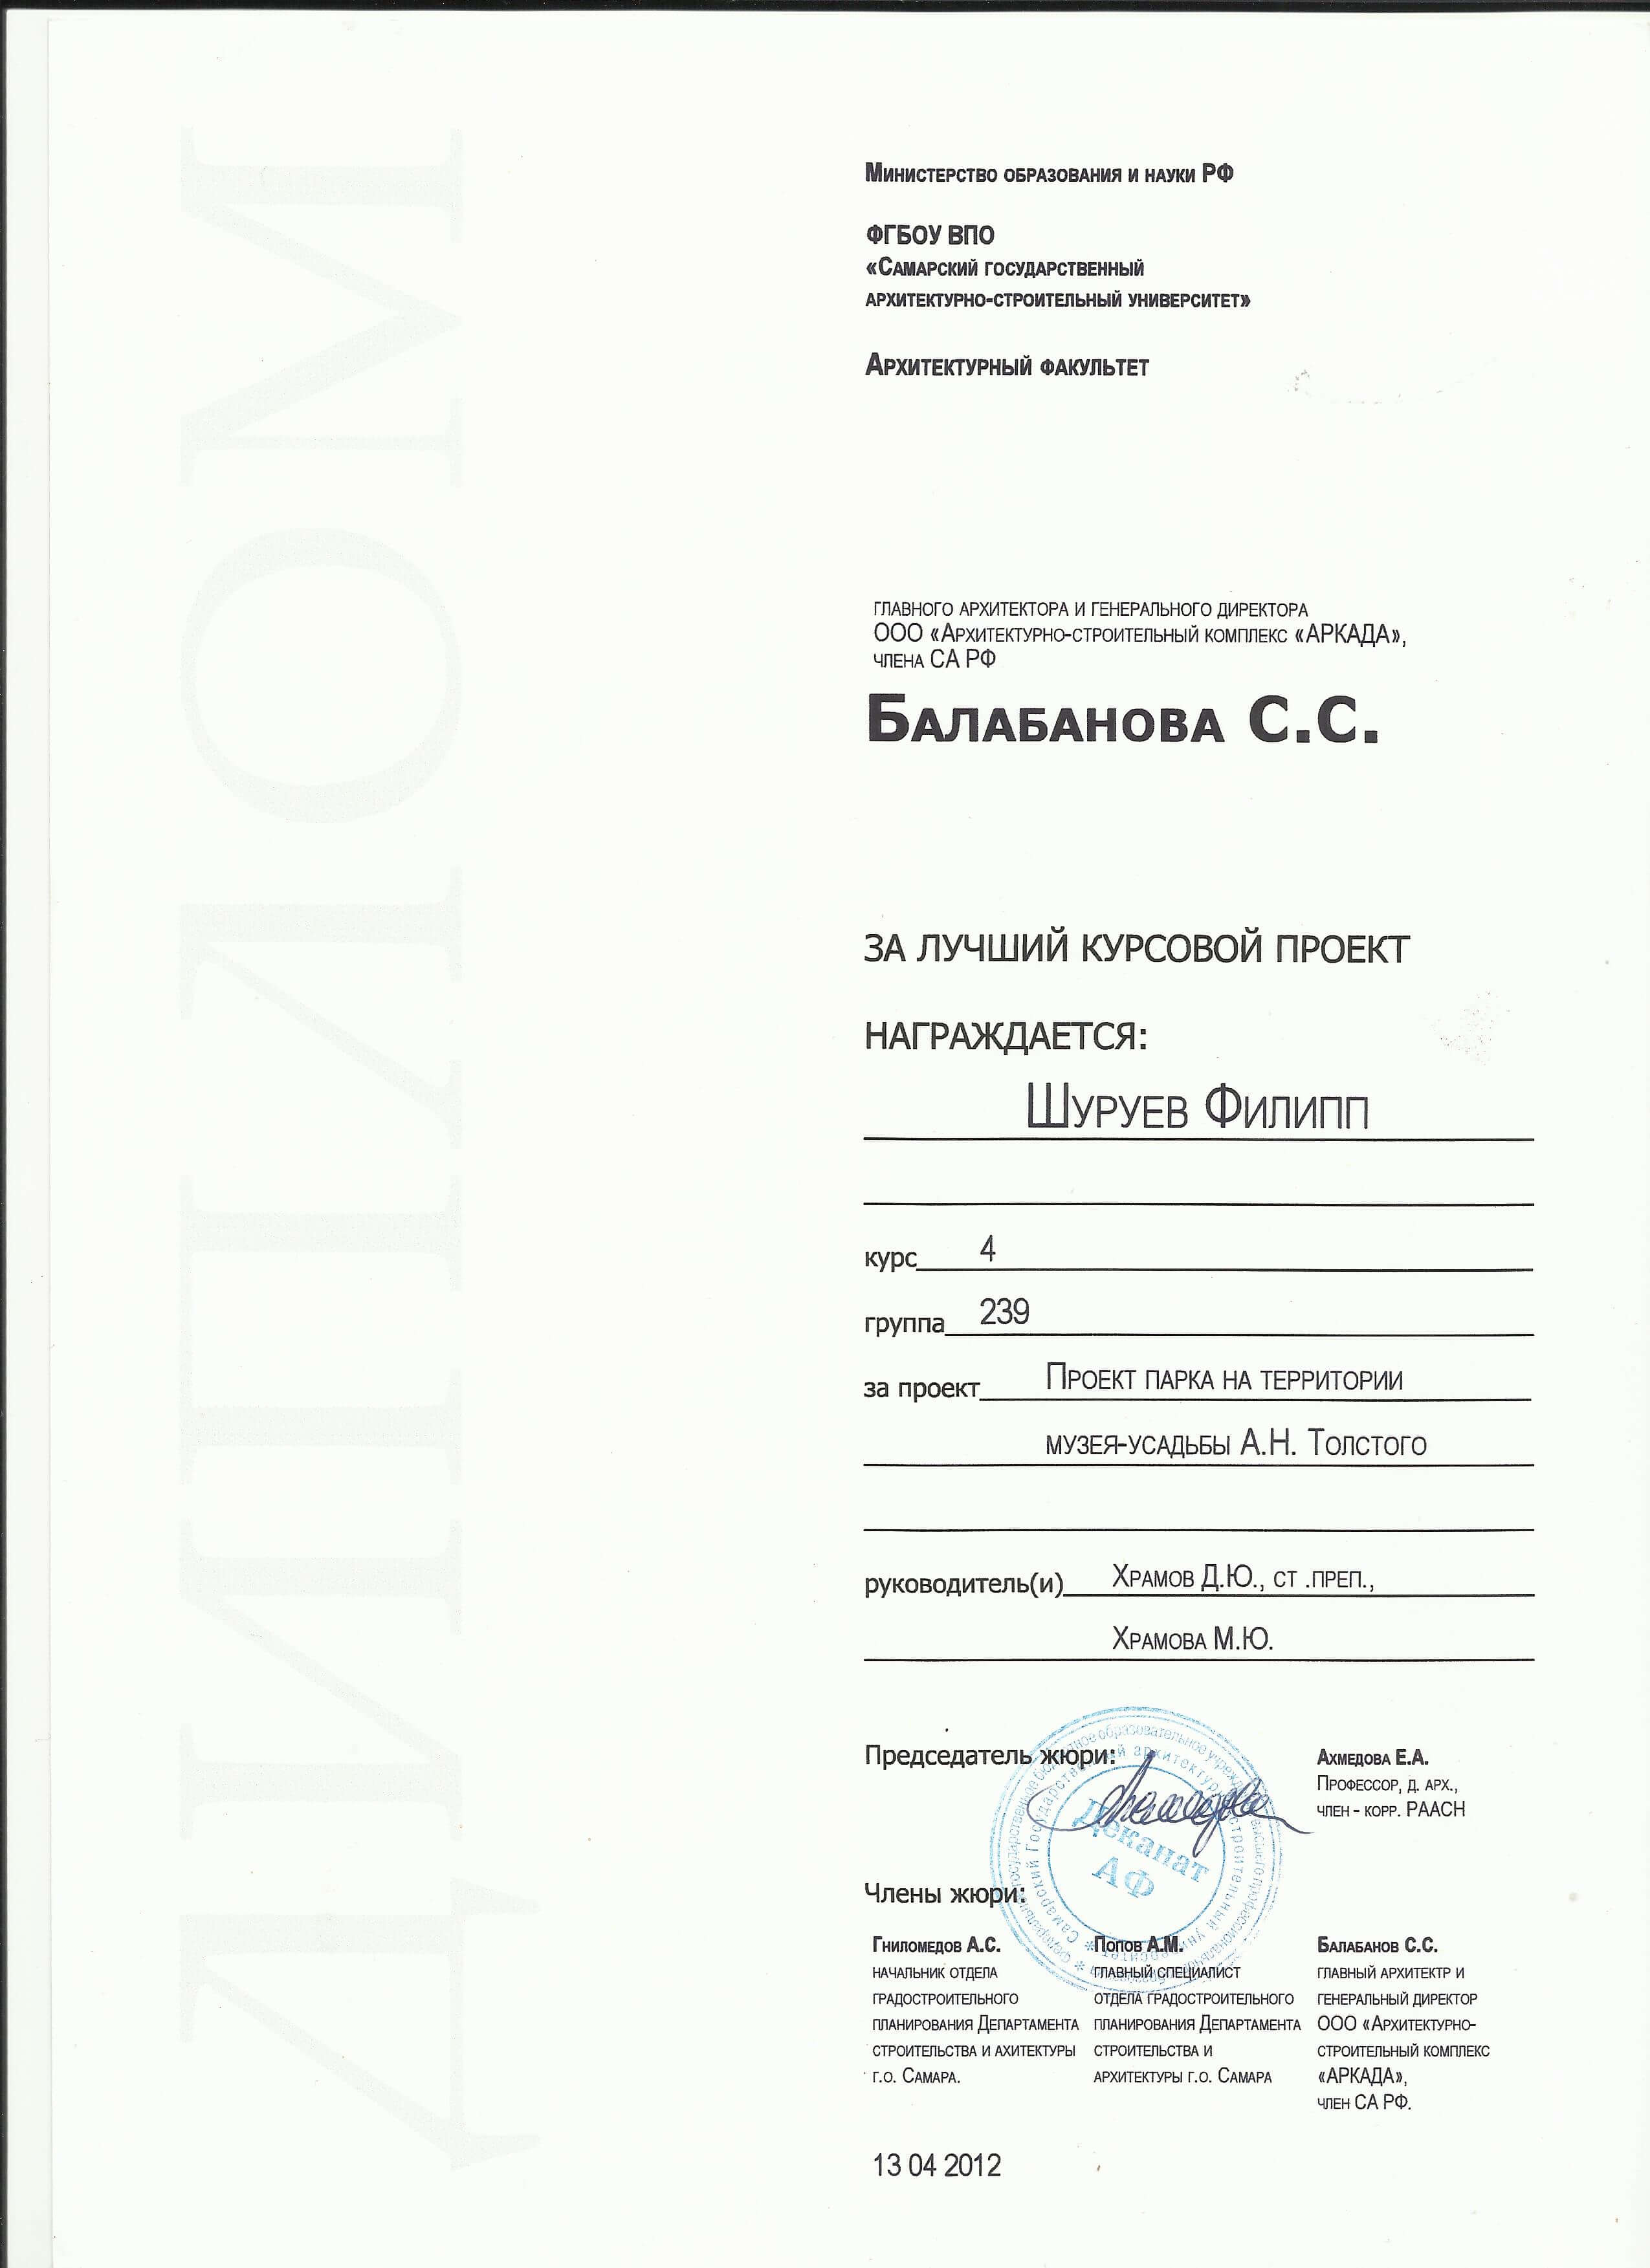 ДИПЛОМ
Министерство образования и науки РФ
ФГБОУ ВПО
«Самарский государственный
архитектурно-строительный университет»
Архитектурный факультет
главного архитектора и генерального директора
ООО «Архитектурно-строительный комплекс «АРКАДА»,
члена СА РФ
Балабанова С.С.
ЗА ЛУЧШИЙ КУРСОВОЙ ПРОЕКТ
НАГРАЖДАЕТСЯ:
Шуруев Филипп
курс 4
группа 239
за проект Проект парка на территории
музея-усадьбы А.Н. Толстого
руководитель(и) Храмов Д.Ю., ст .преп.,
Храмова М.Ю.
Председатель жюри:
Ахмедова Е.А.
Профессор, д. арх.,
член - корр. РААСН
Деканат
АФ
Члены жюри:
Гниломедов А.С.
начальник отдела
градостроительного
планирования Департамента
строительства и ахитектуры
г.о. Самара.
Попов А.М.
главный специалист
отдела градостроительного
планирования Департамента
строительства и
архитектуры г.о. Самара
Балабанов С.С.
главный архитектр и
генеральный директор
ООО «Архитектурно-
строительный комплекс
«АРКАДА»,
член СА РФ.
13 04 2012